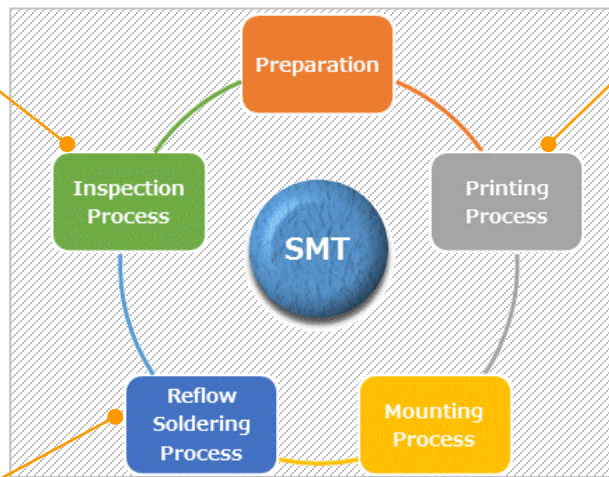 Preparation
Printing
Process
Mounting
Process
Reflow
Soldering
Process
Inspection
Process
SMT